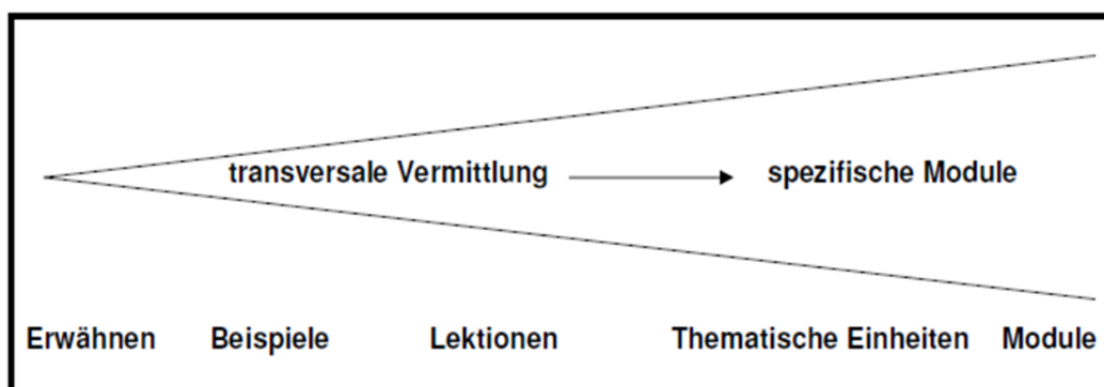 transversale Vermittlung spezifische Module
Erwähnen Beispiele Lektionen Thematische Einheiten Module